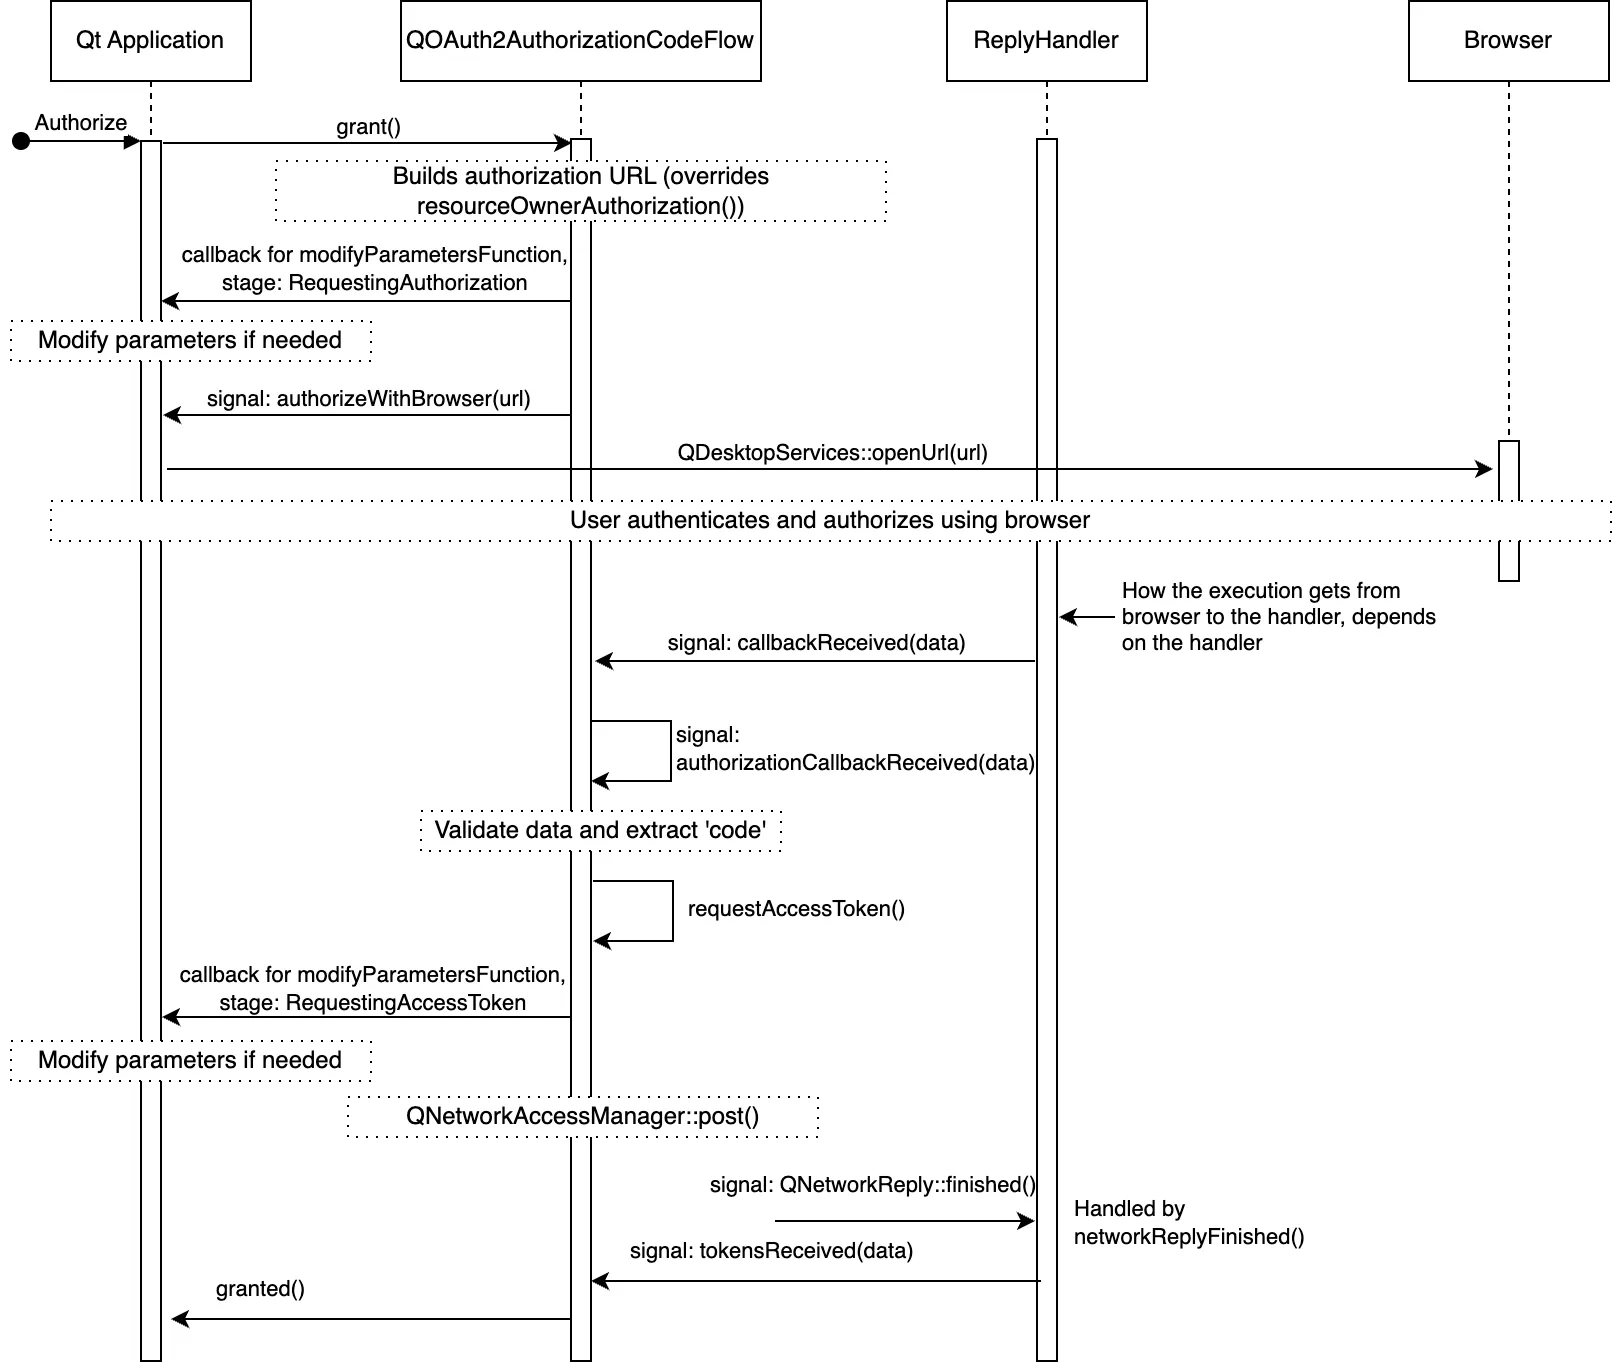 Qt Application
QOAuth2AuthorizationCodeFlow
ReplyHandler
Browser
Authorize
grant()
Builds authorization URL (overrides
resourceOwnerAuthorization())
callback for modifyParametersFunction,
stage: RequestingAuthorization
Modify parameters if needed
signal: authorizeWithBrowser(url)
QDesktopServices::openUrl(url)
User authenticates and authorizes using browser
How the execution gets from
browser to the handler, depends
on the handler
signal: callbackReceived(data)
signal:
authorizationCallbackReceived(data)
Validate data and extract 'code'
requestAccessToken()
callback for modifyParametersFunction,
stage: RequestingAccessToken
Modify parameters if needed
QNetworkAccessManager::post()
signal: QNetworkReply::finished()
Handled by
networkReplyFinished()
signal: tokensReceived(data)
granted()